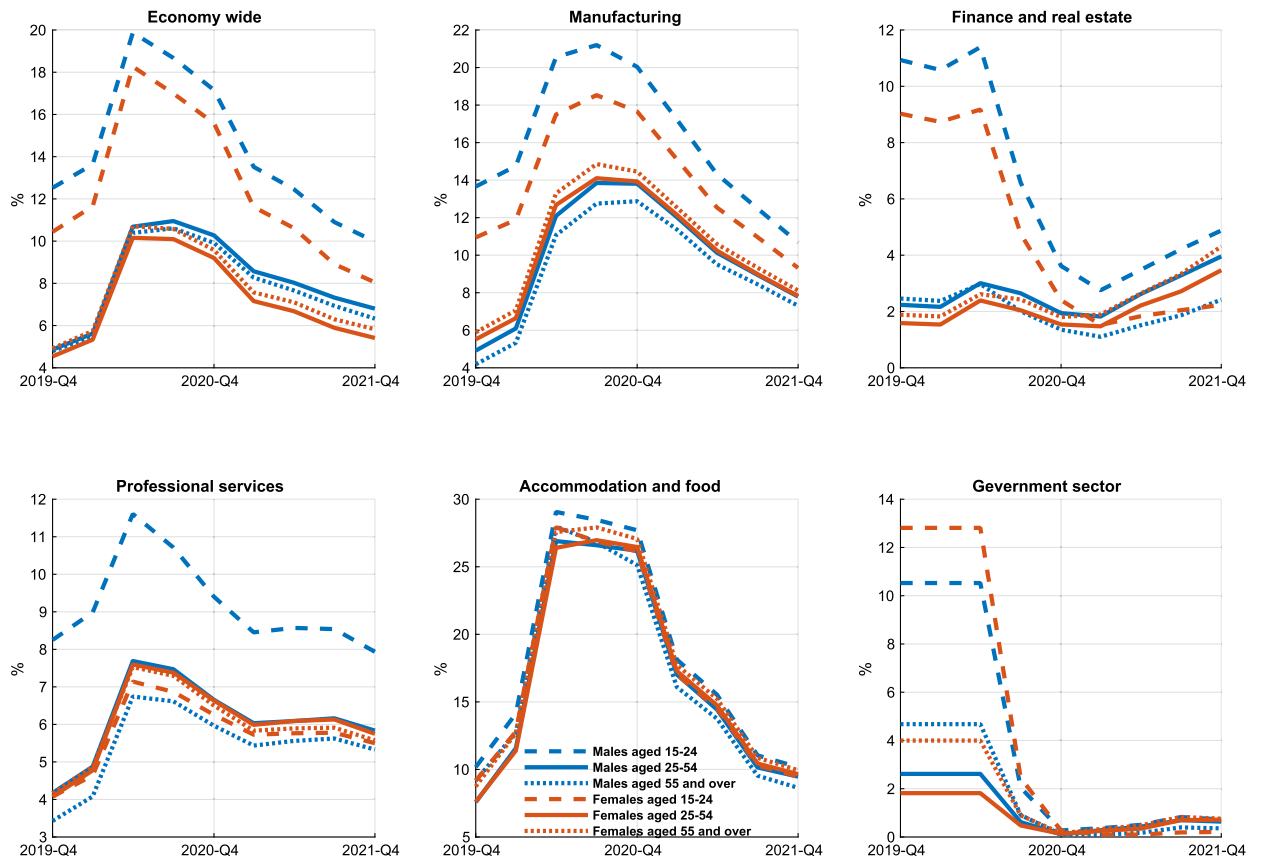 Economy wide
Manufacturing
Finance and real estate
20
18
16
14
12
10
8
6
4
%
2019-Q4
2020-Q4
2021-Q4
22
20
18
16
14
12
10
8
6
4
%
2019-Q4
2020-Q4
2021-Q4
12
10
8
6
4
2
0
%
2019-Q4
2020-Q4
2021-Q4
Professional services
Accommodation and food
Gevernment sector
12
11
10
9
8
7
6
5
4
3
%
2019-Q4
2020-Q4
2021-Q4
30
25
20
15
10
5
%
Males aged 15-24
Males aged 25-54
Males aged 55 and over
Females aged 15-24
Females aged 25-54
Females aged 55 and over
2019-Q4
2020-Q4
2021-Q4
14
12
10
8
6
4
2
0
%
2019-Q4
2020-Q4
2021-Q4